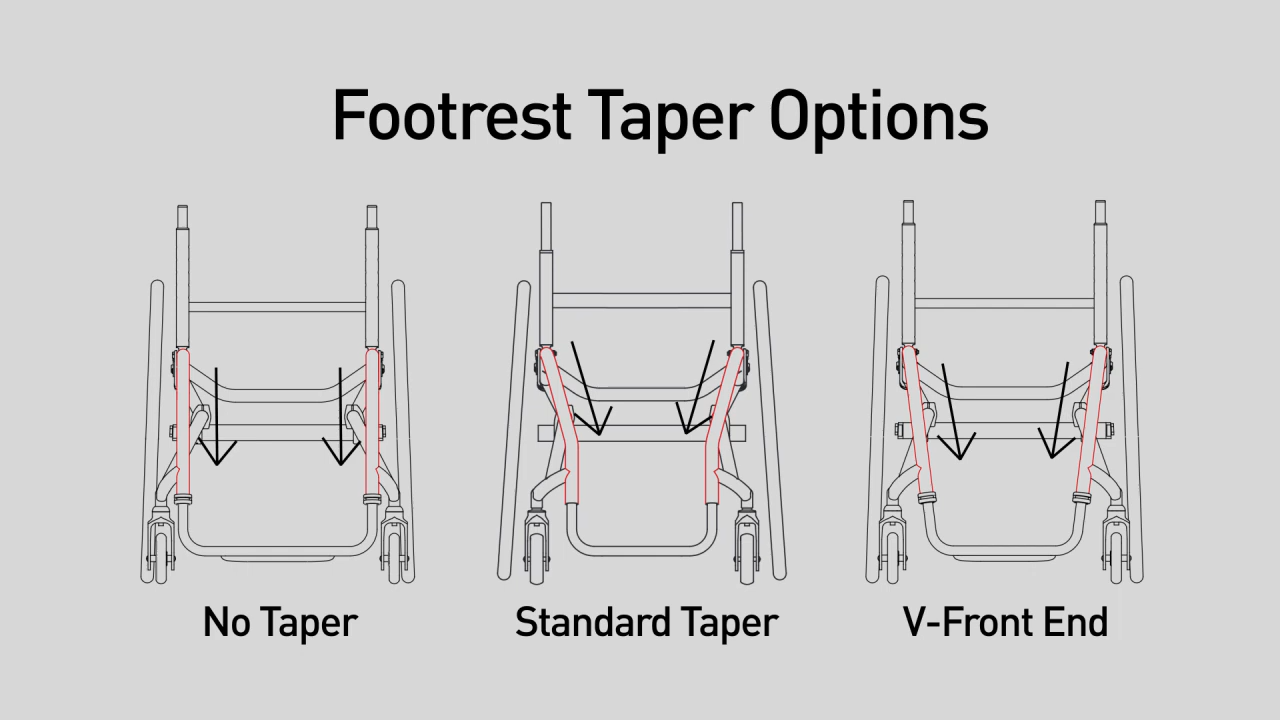 Footrest Taper Options
No Taper
Standard Taper
V-Front End